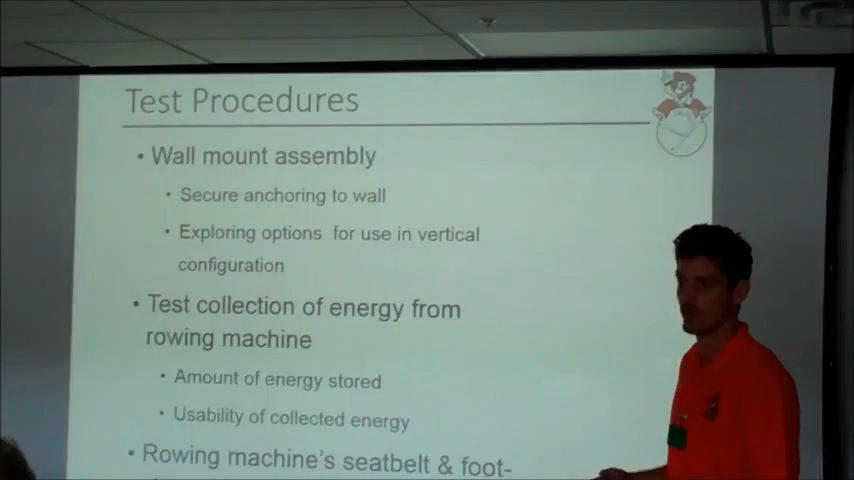 Test Procedures
• Wall mount assembly
• Secure anchoring to wall
• Exploring options for use in vertical
configuration
• Test collection of energy from
rowing machine
• Amount of energy stored
• Usability of collected energy
• Rowing machine's seatbelt & foot-